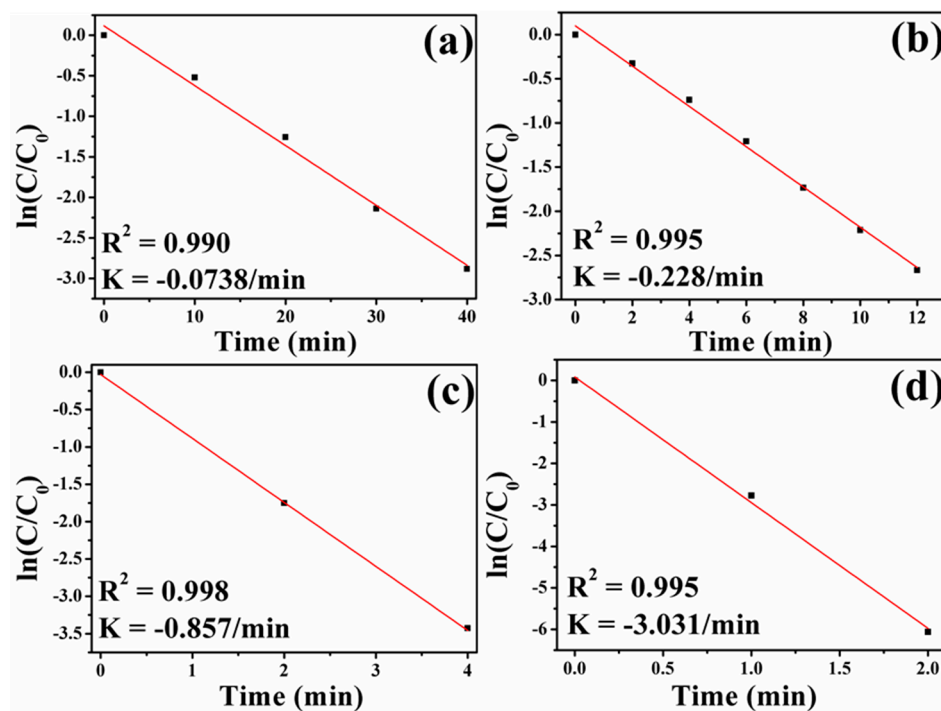 (a)
0.0
-0.5
-1.0
-1.5
-2.0
-2.5
-3.0
ln(C/C₀)
R² = 0.990
K = -0.0738/min
0 10 20 30 40
Time (min)
(b)
0.0
-0.5
-1.0
-1.5
-2.0
-2.5
-3.0
ln(C/C₀)
R² = 0.995
K = -0.228/min
0 2 4 6 8 10 12
Time (min)
(c)
0.0
-0.5
-1.0
-1.5
-2.0
-2.5
-3.0
-3.5
ln(C/C₀)
R² = 0.998
K = -0.857/min
0 1 2 3 4
Time (min)
(d)
0
-1
-2
-3
-4
-5
-6
ln(C/C₀)
R² = 0.995
K = -3.031/min
0.0 0.5 1.0 1.5 2.0
Time (min)